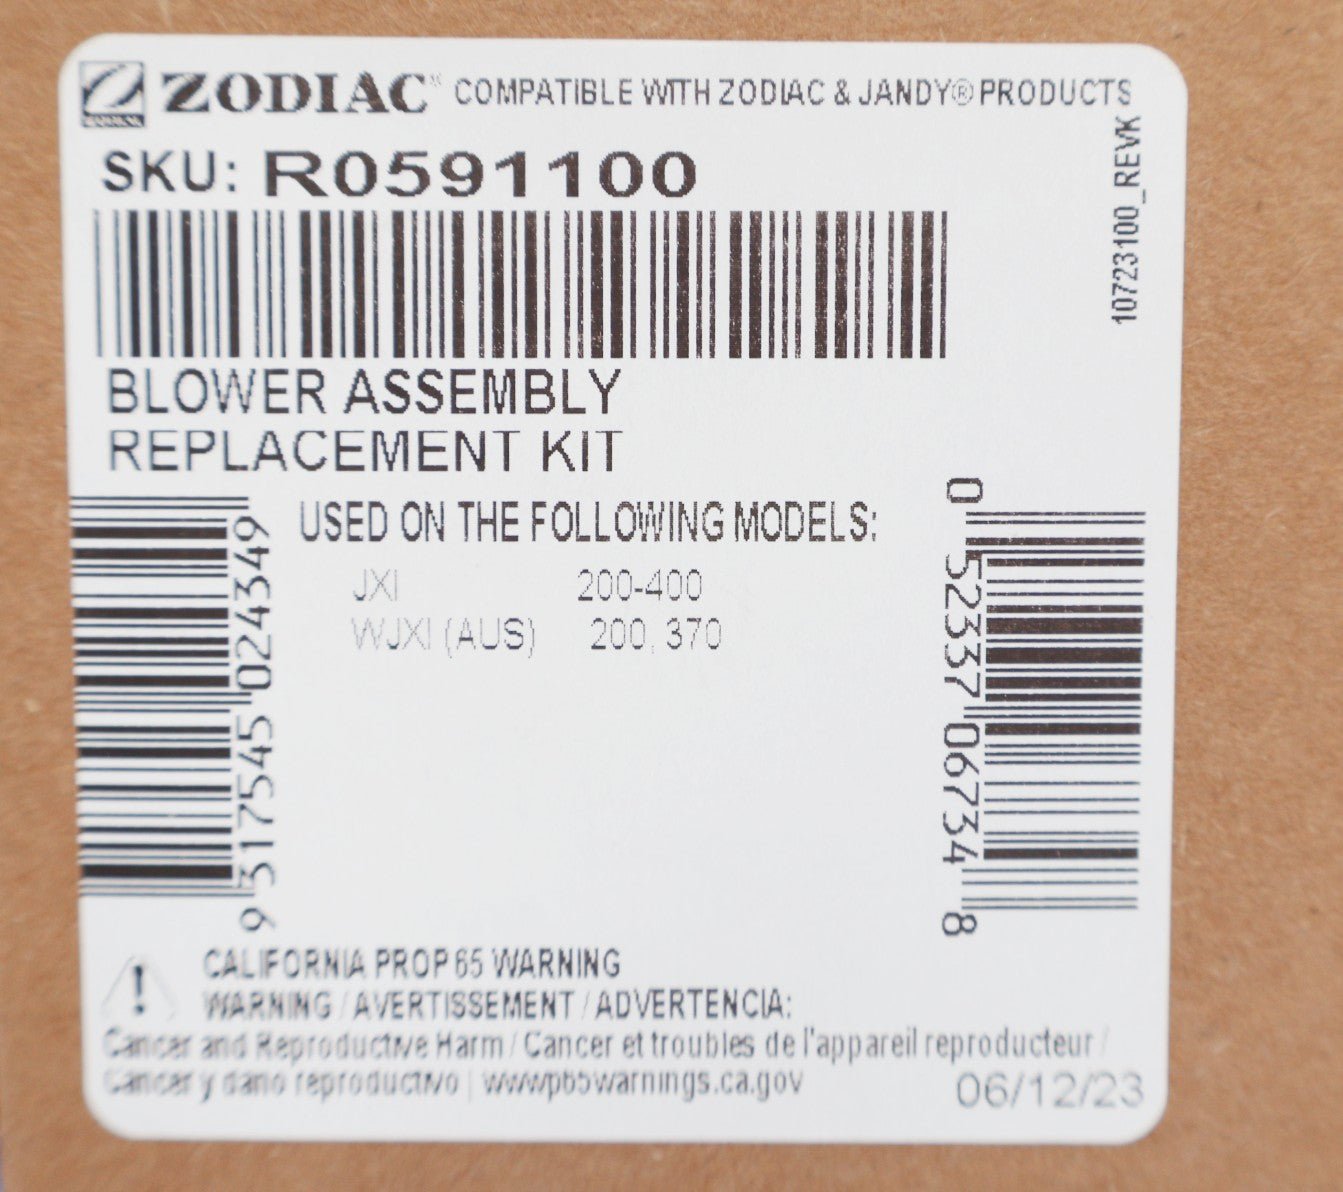 ZODIAC® COMPATIBLE WITH ZODIAC & JANDY® PRODUCTS
SKU: R0591100
10723100_REVK
BLOWER ASSEMBLY
REPLACEMENT KIT
USED ON THE FOLLOWING MODELS:
JXI 200-400
WJXI (AUS) 200, 370
9 317545 024349
0 52337 06734 8
! CALIFORNIA PROP 65 WARNING
WARNING / AVERTISSEMENT / ADVERTENCIA:
Cancer and Reproductive Harm / Cancer et troubles de l'appareil reproducteur /
Cancer y dano reproductivo | www.p65warnings.ca.gov
06/12/23